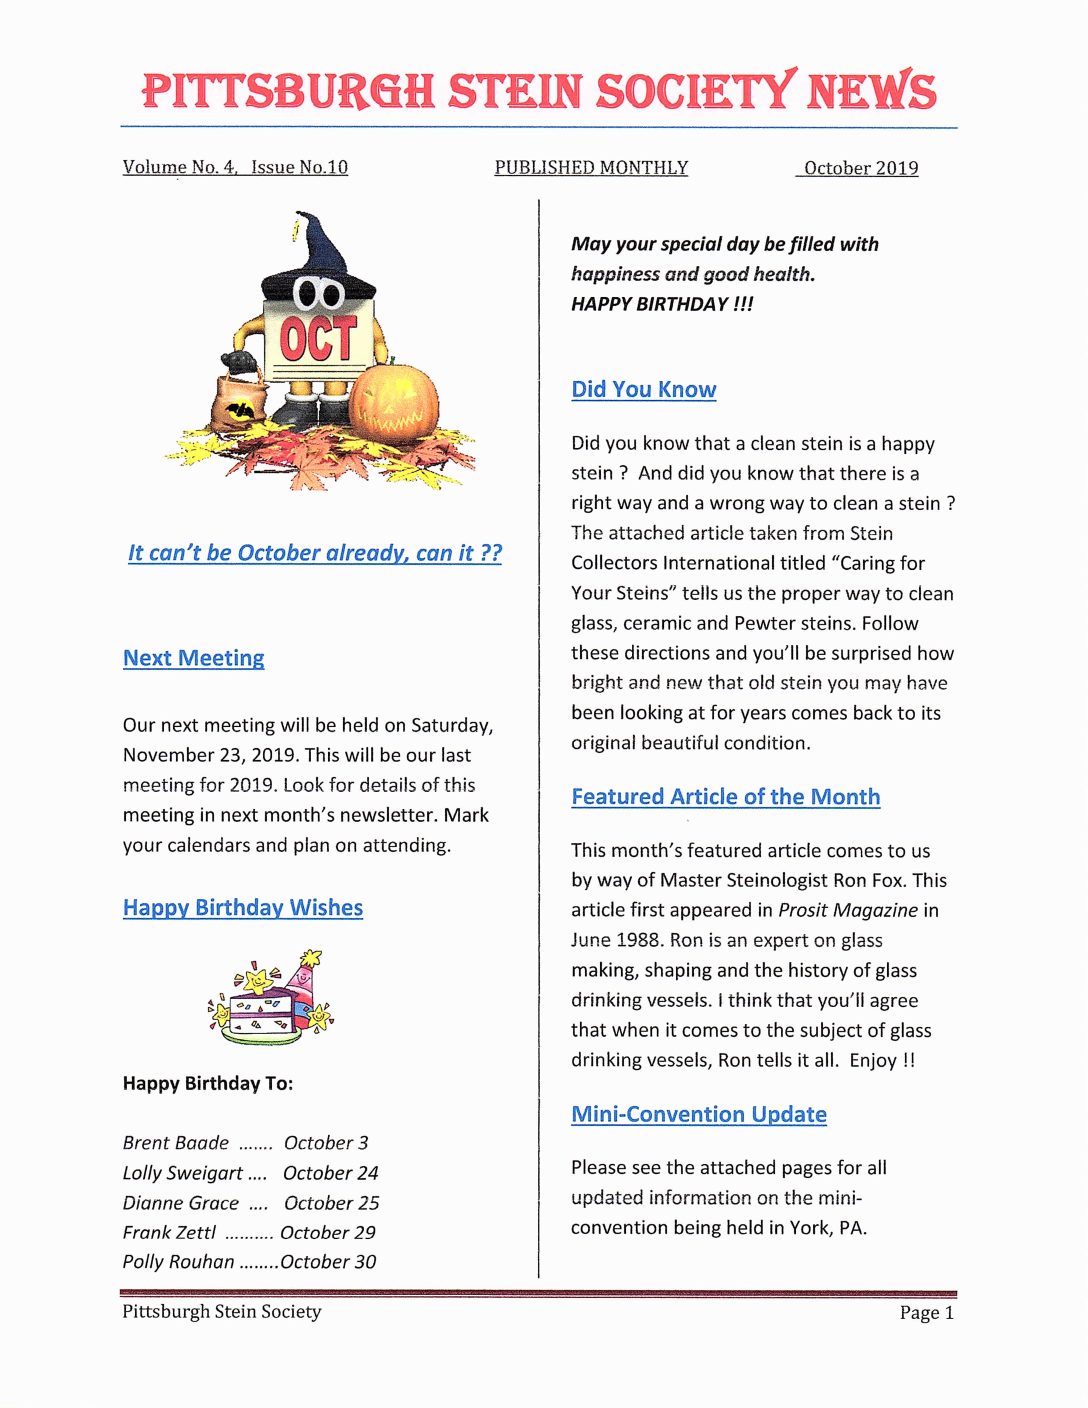 PITTSBURGH STEIN SOCIETY NEWS
Volume No. 4, Issue No.10 PUBLISHED MONTHLY October 2019
OCT
It can't be October already, can it ??
Next Meeting
Our next meeting will be held on Saturday,
November 23, 2019. This will be our last
meeting for 2019. Look for details of this
meeting in next month's newsletter. Mark
your calendars and plan on attending.
Happy Birthday Wishes
Happy Birthday To:
Brent Baade ....... October 3
Lolly Sweigart .... October 24
Dianne Grace .... October 25
Frank Zettl .......... October 29
Polly Rouhan ........October 30
May your special day be filled with
happiness and good health.
HAPPY BIRTHDAY !!!
Did You Know
Did you know that a clean stein is a happy
stein ? And did you know that there is a
right way and a wrong way to clean a stein ?
The attached article taken from Stein
Collectors International titled "Caring for
Your Steins" tells us the proper way to clean
glass, ceramic and Pewter steins. Follow
these directions and you'll be surprised how
bright and new that old stein you may have
been looking at for years comes back to its
original beautiful condition.
Featured Article of the Month
This month's featured article comes to us
by way of Master Steinologist Ron Fox. This
article first appeared in Prosit Magazine in
June 1988. Ron is an expert on glass
making, shaping and the history of glass
drinking vessels. I think that you'll agree
that when it comes to the subject of glass
drinking vessels, Ron tells it all. Enjoy !!
Mini-Convention Update
Please see the attached pages for all
updated information on the mini-
convention being held in York, PA.
Pittsburgh Stein Society Page 1